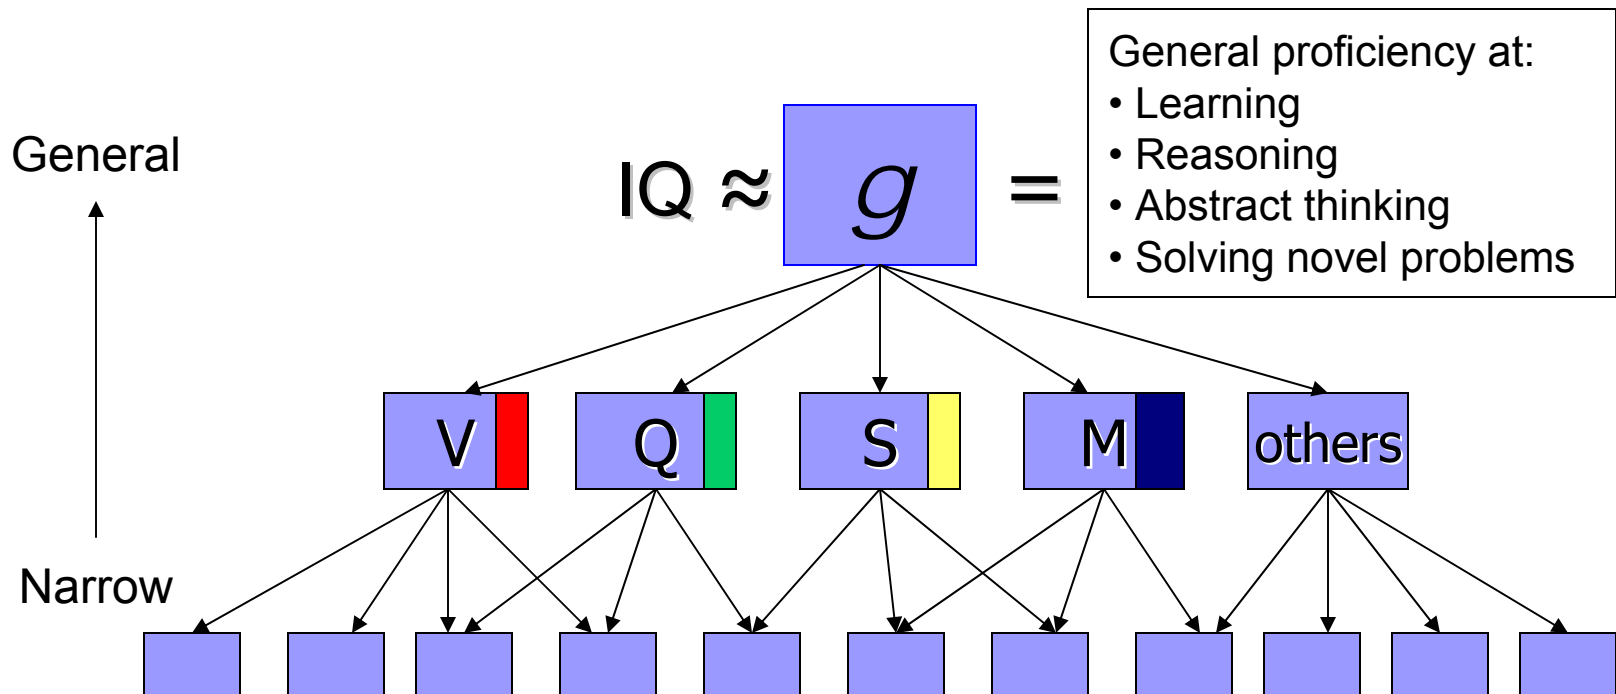 General proficiency at:
• Learning
• Reasoning
• Abstract thinking
• Solving novel problems
General
IQ ≈ g =
V Q S M others
Narrow